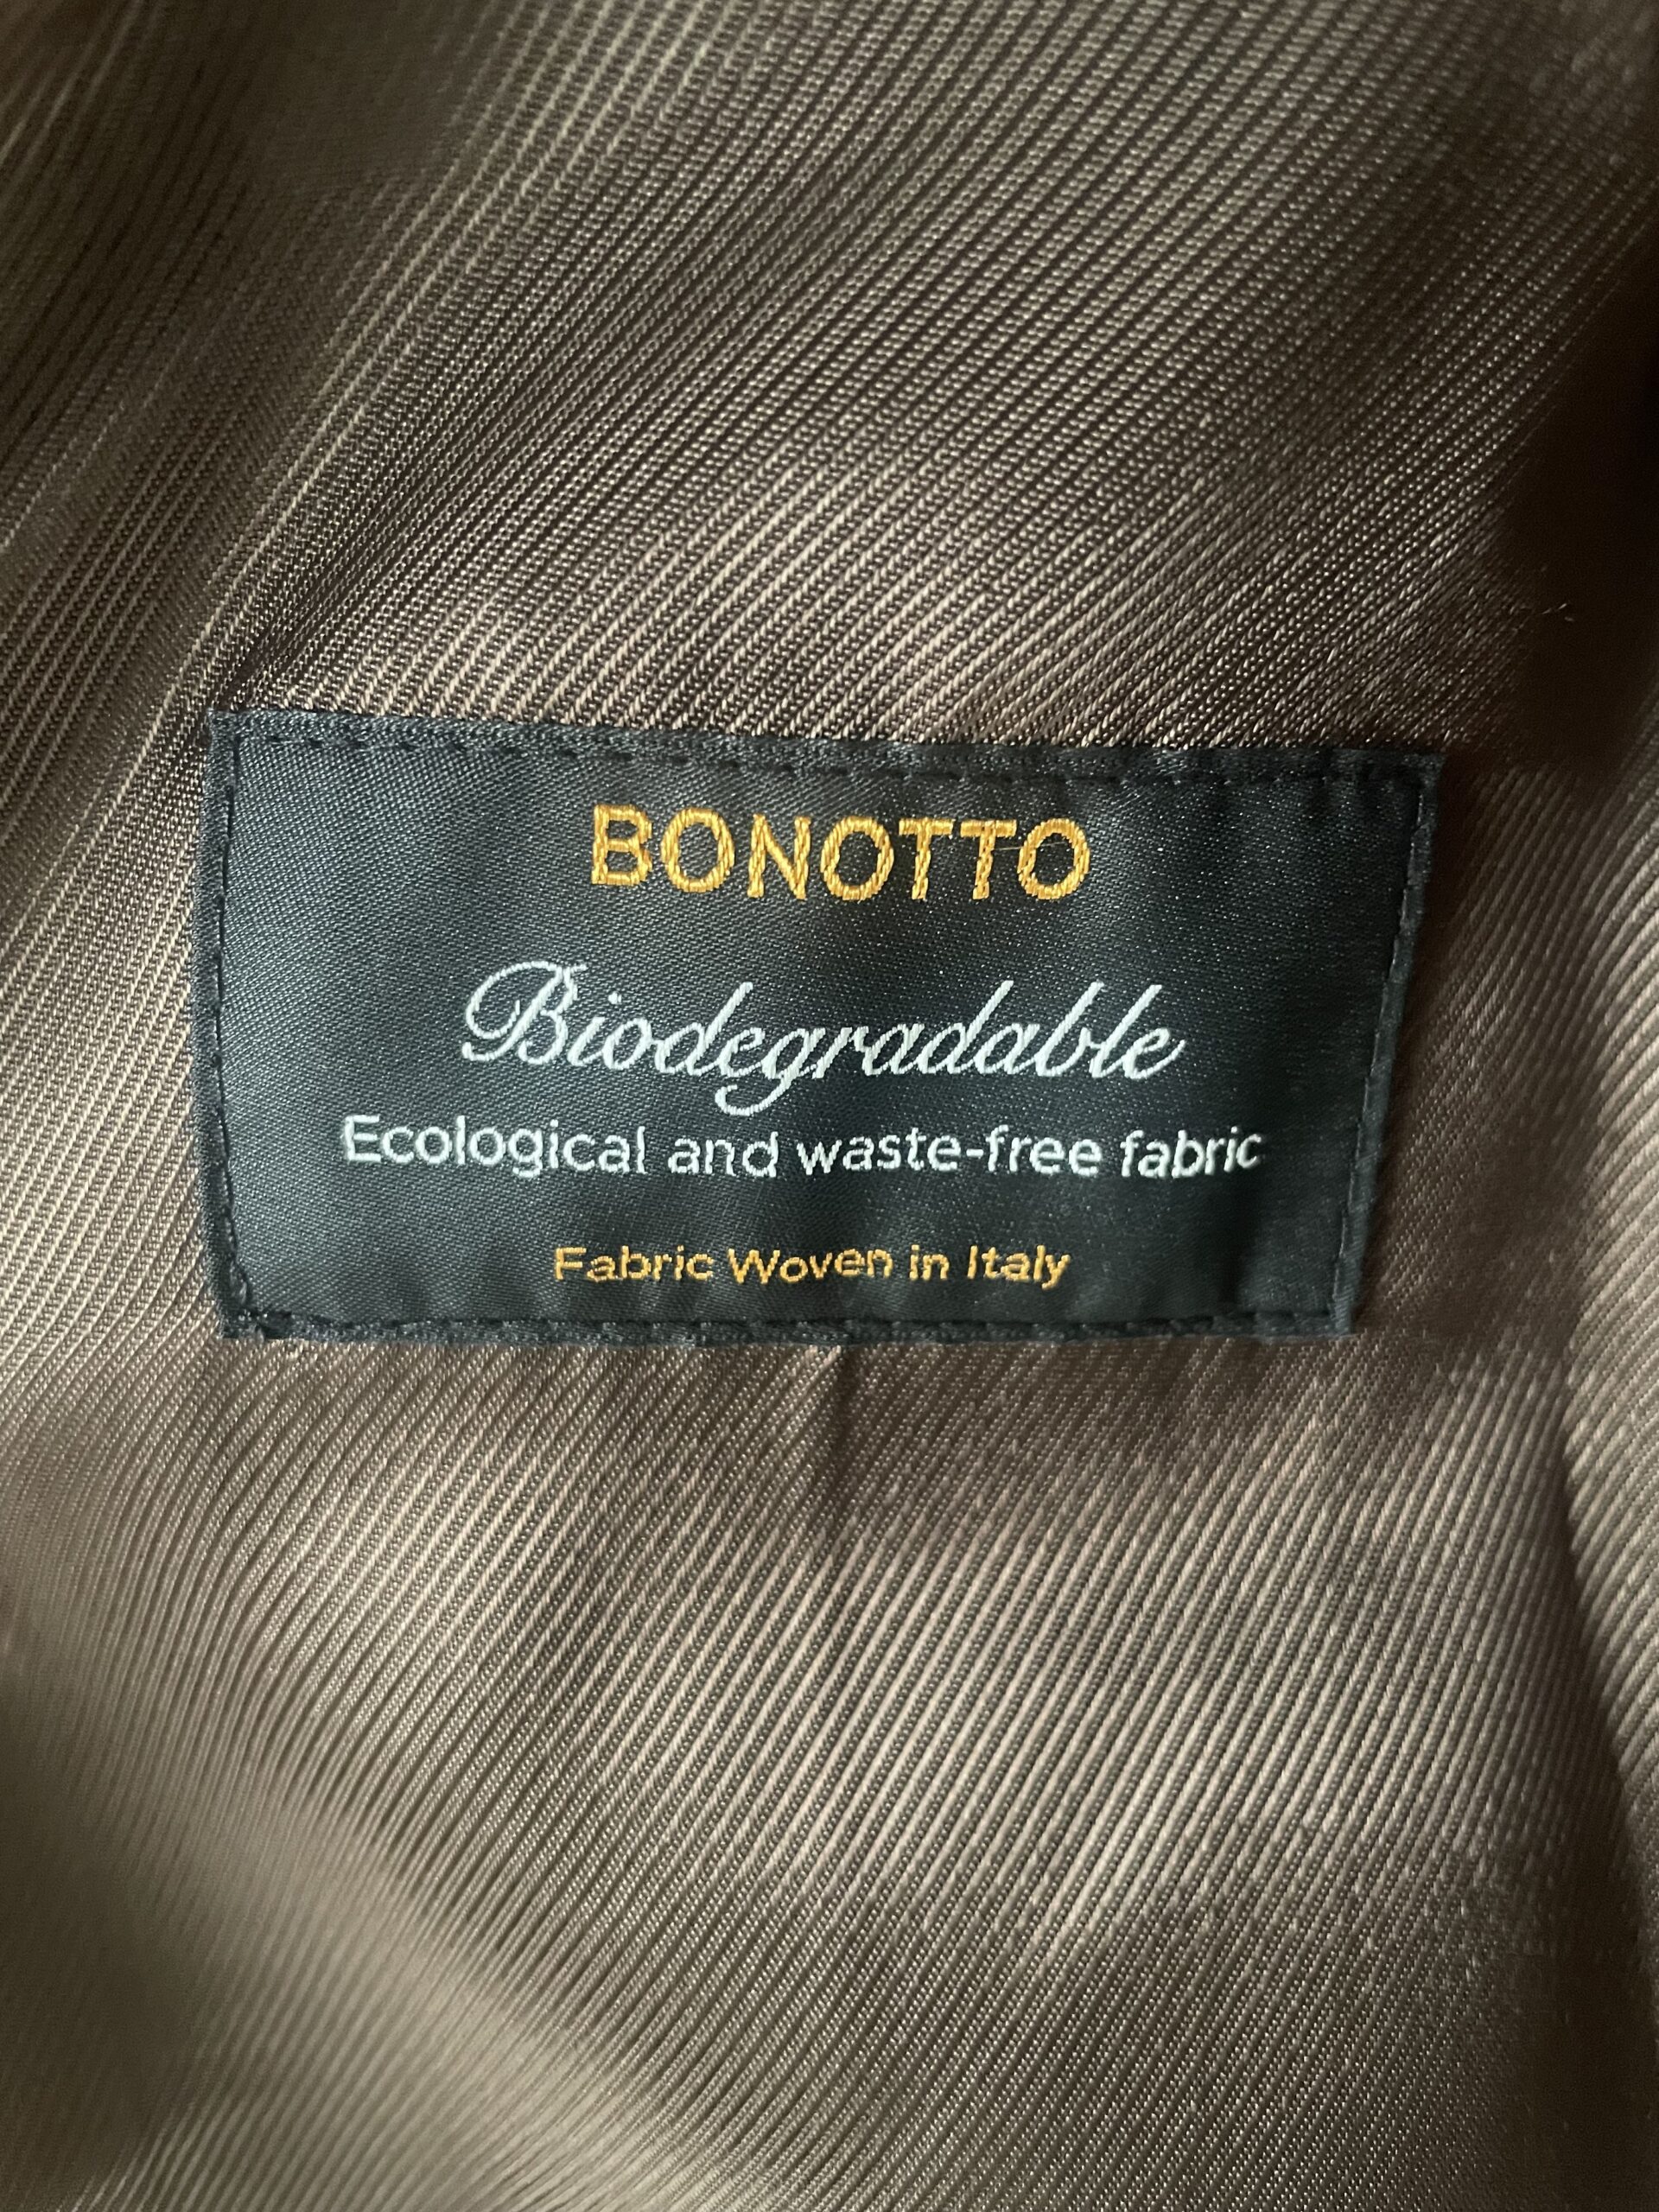 BONOTTO
Biodegradable
Ecological and waste-free fabric
Fabric Woven in Italy